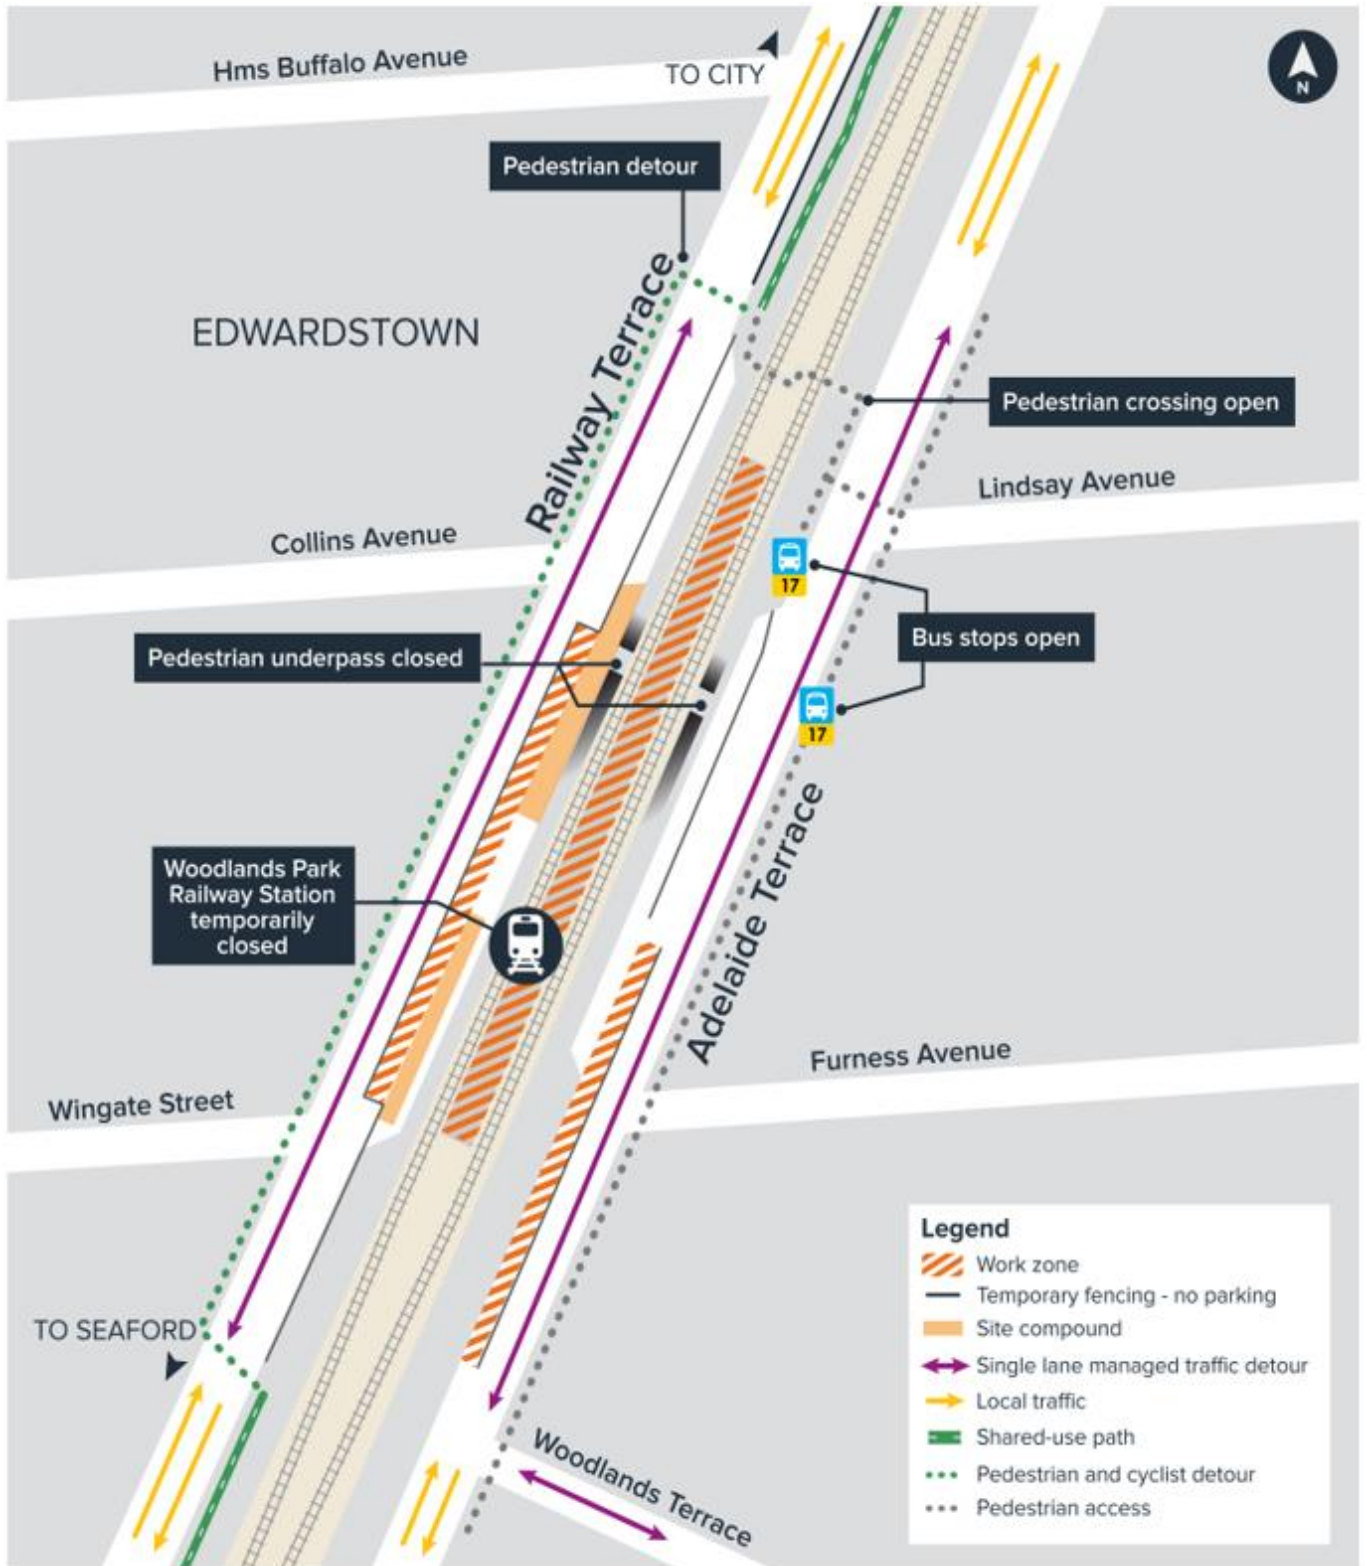 Hms Buffalo Avenue
TO CITY
N
Pedestrian detour
Railway Terrace
EDWARDSTOWN
Pedestrian crossing open
Lindsay Avenue
Collins Avenue
17
Bus stops open
Pedestrian underpass closed
17
Adelaide Terrace
Woodlands Park
Railway Station
temporarily
closed
Furness Avenue
Wingate Street
TO SEAFORD
Woodlands Terrace
Legend
Work zone
Temporary fencing - no parking
Site compound
Single lane managed traffic detour
Local traffic
Shared-use path
Pedestrian and cyclist detour
Pedestrian access